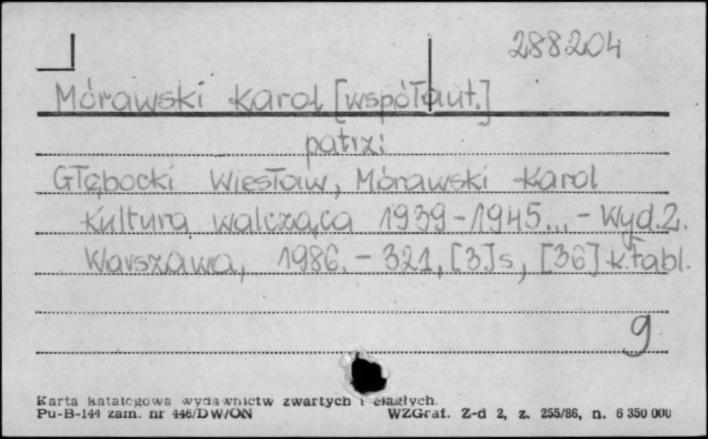 288204
Mórawski Karol [współaut.]
patrz:
Głębocki Wiesław, Mórawski Karol
Kultura walcząca 1939-1945... - Wyd. 2.
Warszawa, 1986. - 321, [3] s, [36] k. tabl.
9
Karta katalogowa wydawnictw zwartych i ciągłych.
Pu-B-144 zam. nr 446/DW/ON WZGraf. Z-d 2, z. 255/86, n. 6 350 000